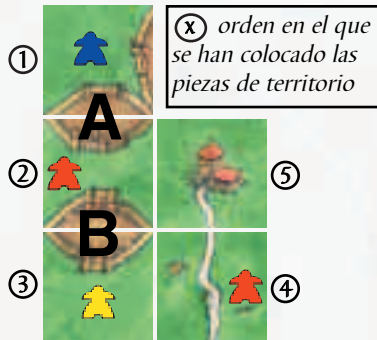 ⓧ orden en el que
se han colocado las
piezas de territorio
①
A
②
⑤
B
③
④